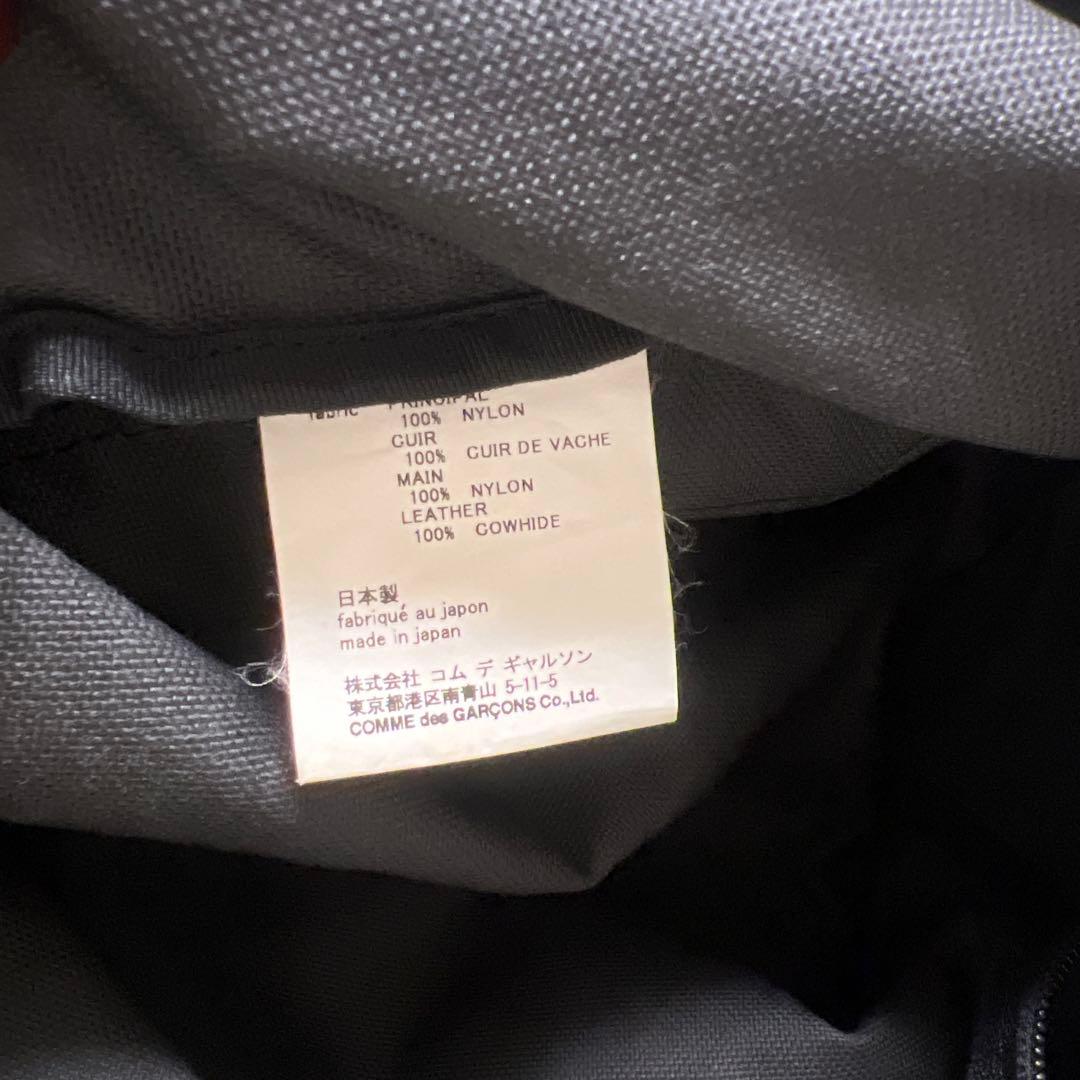 fabric PRINCIPAL
100% NYLON
CUIR
100% CUIR DE VACHE
MAIN
100% NYLON
LEATHER
100% COWHIDE
日本製
fabriqué au japon
made in japan
株式会社 コム デ ギャルソン
東京都港区南青山 5-11-5
COMME des GARÇONS Co.,Ltd.